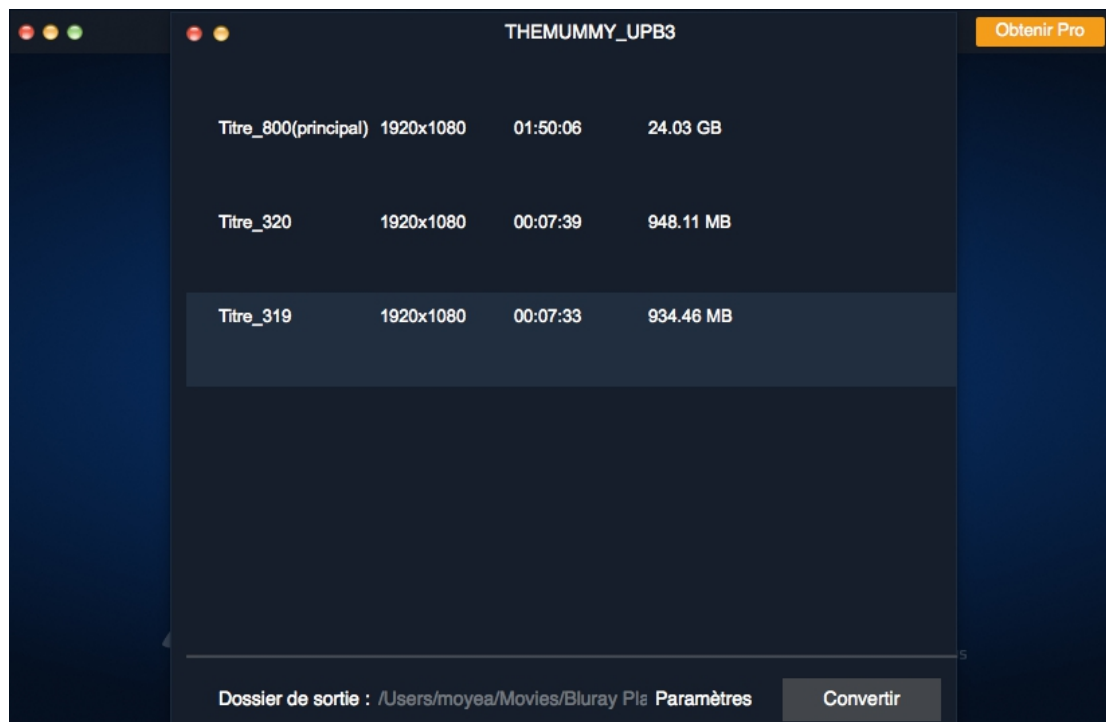 THEMUMMY_UPB3
Obtenir Pro
Titre_800(principal) 1920x1080 01:50:06 24.03 GB
Titre_320 1920x1080 00:07:39 948.11 MB
Titre_319 1920x1080 00:07:33 934.46 MB
Dossier de sortie : /Users/moyea/Movies/Bluray Pla Paramètres Convertir